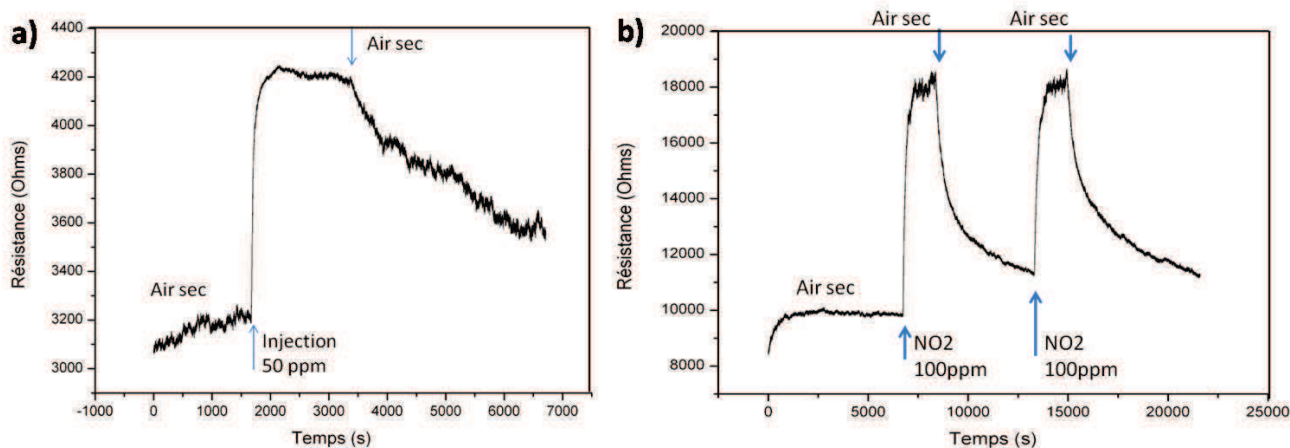 a)
Air sec
Résistance (Ohms)
4400
4200
4000
3800
3600
3400
3200
3000
Air sec
Injection
50 ppm
-1000 0 1000 2000 3000 4000 5000 6000 7000
Temps (s)
b)
Air sec Air sec
Résistance (Ohms)
20000
18000
16000
14000
12000
10000
8000
Air sec
NO2
100ppm
NO2
100ppm
0 5000 10000 15000 20000 25000
Temps (s)